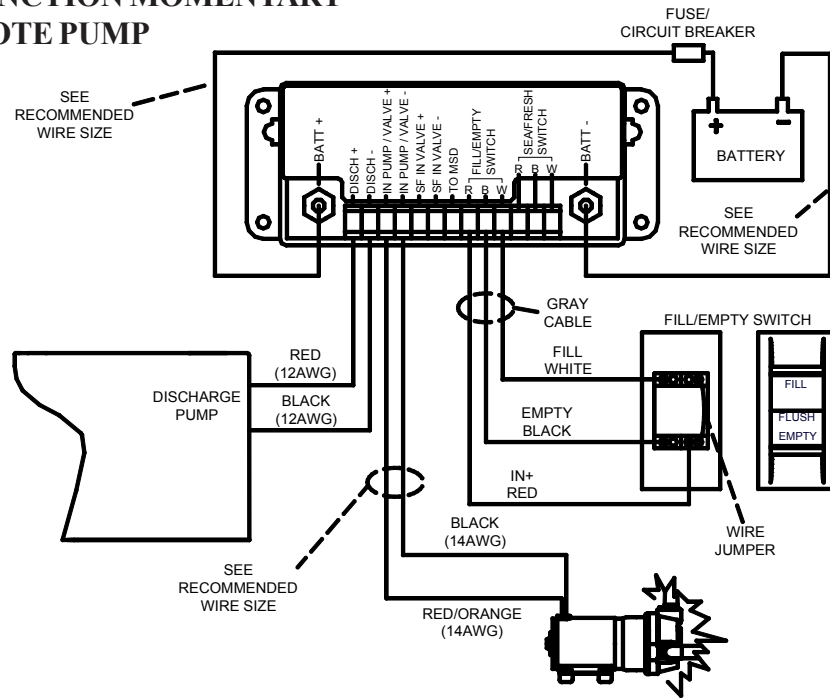 NCTION MOMENTARY
OTE PUMP
FUSE/
CIRCUIT BREAKER
SEE
RECOMMENDED
WIRE SIZE
BATT +
DISCH +
DISCH -
IN PUMP / VALVE +
IN PUMP / VALVE -
SF IN VALVE +
SF IN VALVE -
TO MSD
FILL/EMPTY
SWITCH
R B W
SEA/FRESH
SWITCH
R B W
BATT -
+ -
BATTERY
SEE
RECOMMENDED
WIRE SIZE
GRAY
CABLE
FILL/EMPTY SWITCH
FILL
WHITE
FILL
FLUSH
EMPTY
RED
(12AWG)
DISCHARGE
PUMP
BLACK
(12AWG)
EMPTY
BLACK
IN+
RED
WIRE
JUMPER
BLACK
(14AWG)
SEE
RECOMMENDED
WIRE SIZE
RED/ORANGE
(14AWG)